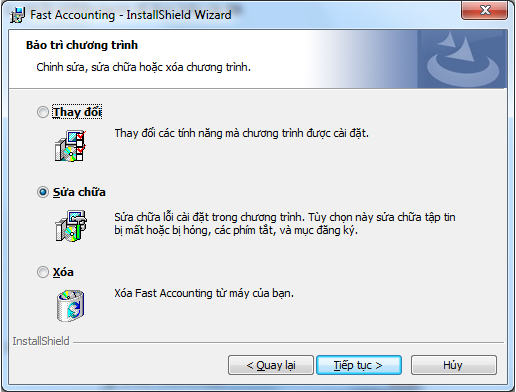 Fast Accounting - InstallShield Wizard
Bảo trì chương trình
Chỉnh sửa, sửa chữa hoặc xóa chương trình.
Thay đổi
Thay đổi các tính năng mà chương trình được cài đặt.
Sửa chữa
Sửa chữa lỗi cài đặt trong chương trình. Tùy chọn này sửa chữa tập tin
bị mất hoặc bị hỏng, các phím tắt, và mục đăng ký.
Xóa
Xóa Fast Accounting từ máy của bạn.
InstallShield
< Quay lại
Tiếp tục >
Hủy